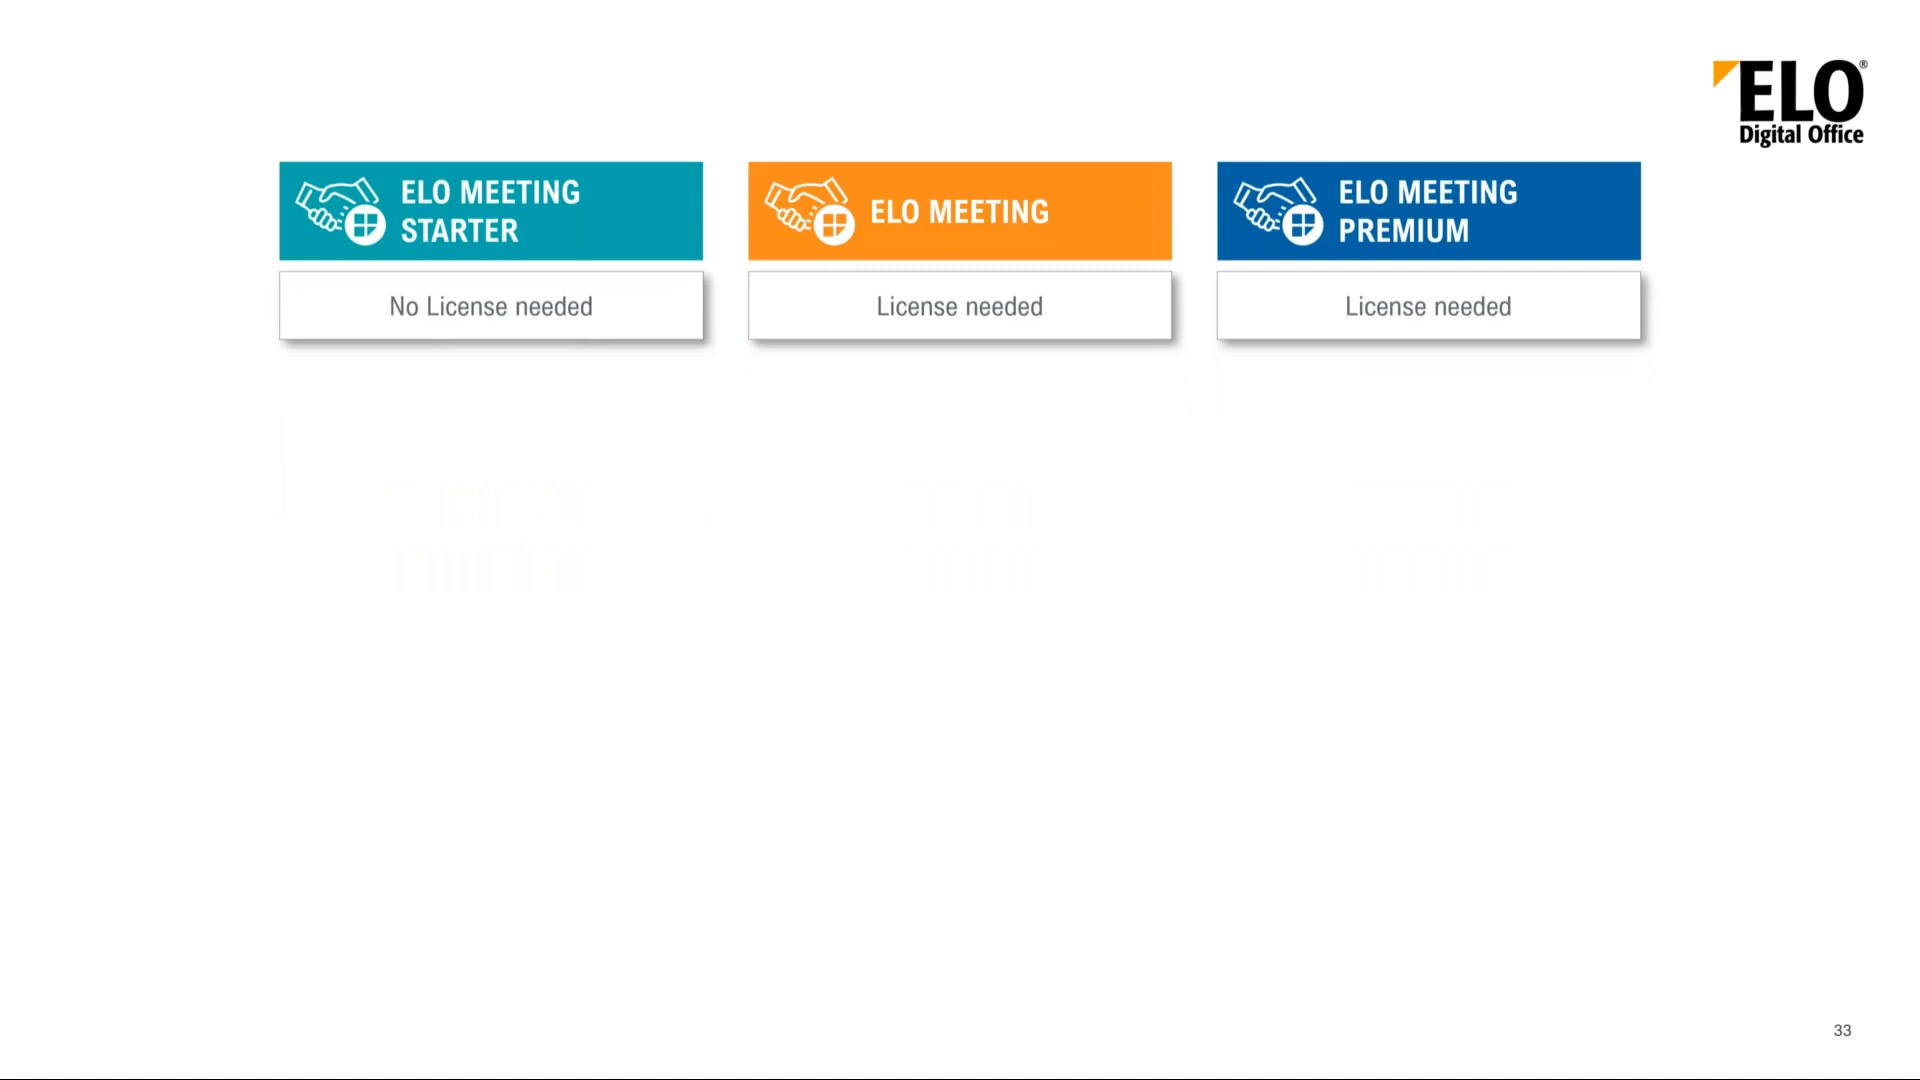 ELO®
Digital Office
ELO MEETING
STARTER
No License needed
ELO MEETING
License needed
ELO MEETING
PREMIUM
License needed
33